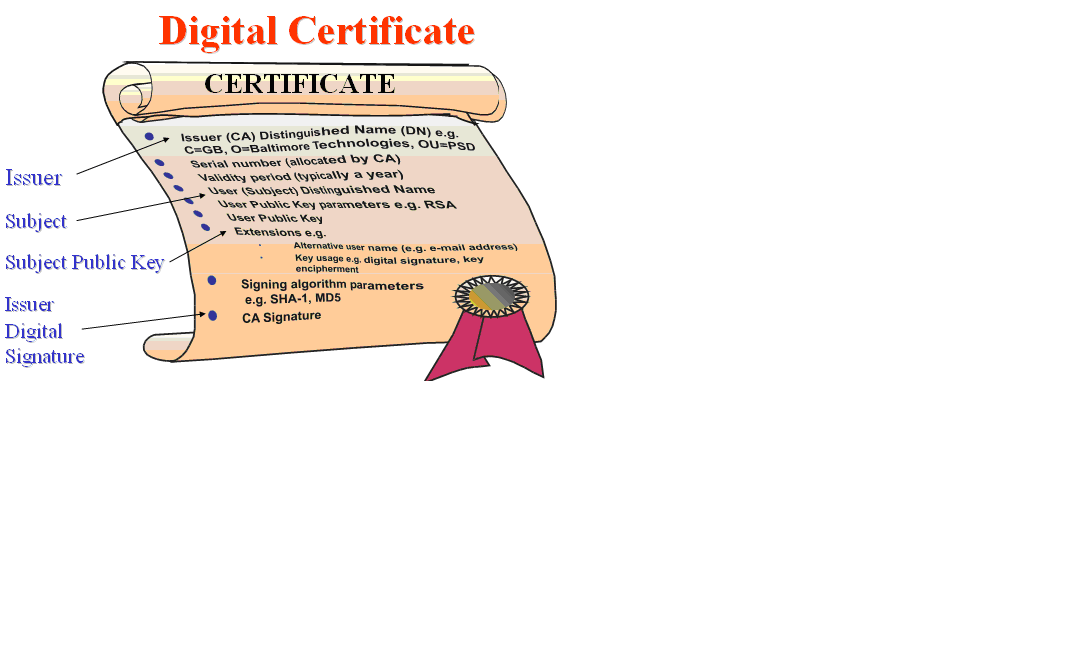 Digital Certificate
CERTIFICATE
Issuer (CA) Distinguished Name (DN) e.g.
C=GB, O=Baltimore Technologies, OU=PSD
Serial number (allocated by CA)
Validity period (typically a year)
User (Subject) Distinguished Name
User Public Key parameters e.g. RSA
User Public Key
Extensions e.g.
Alternative user name (e.g. e-mail address)
Key usage e.g. digital signature, key
encipherment
Signing algorithm parameters
e.g. SHA-1, MD5
CA Signature
Issuer
Subject
Subject Public Key
Issuer
Digital
Signature